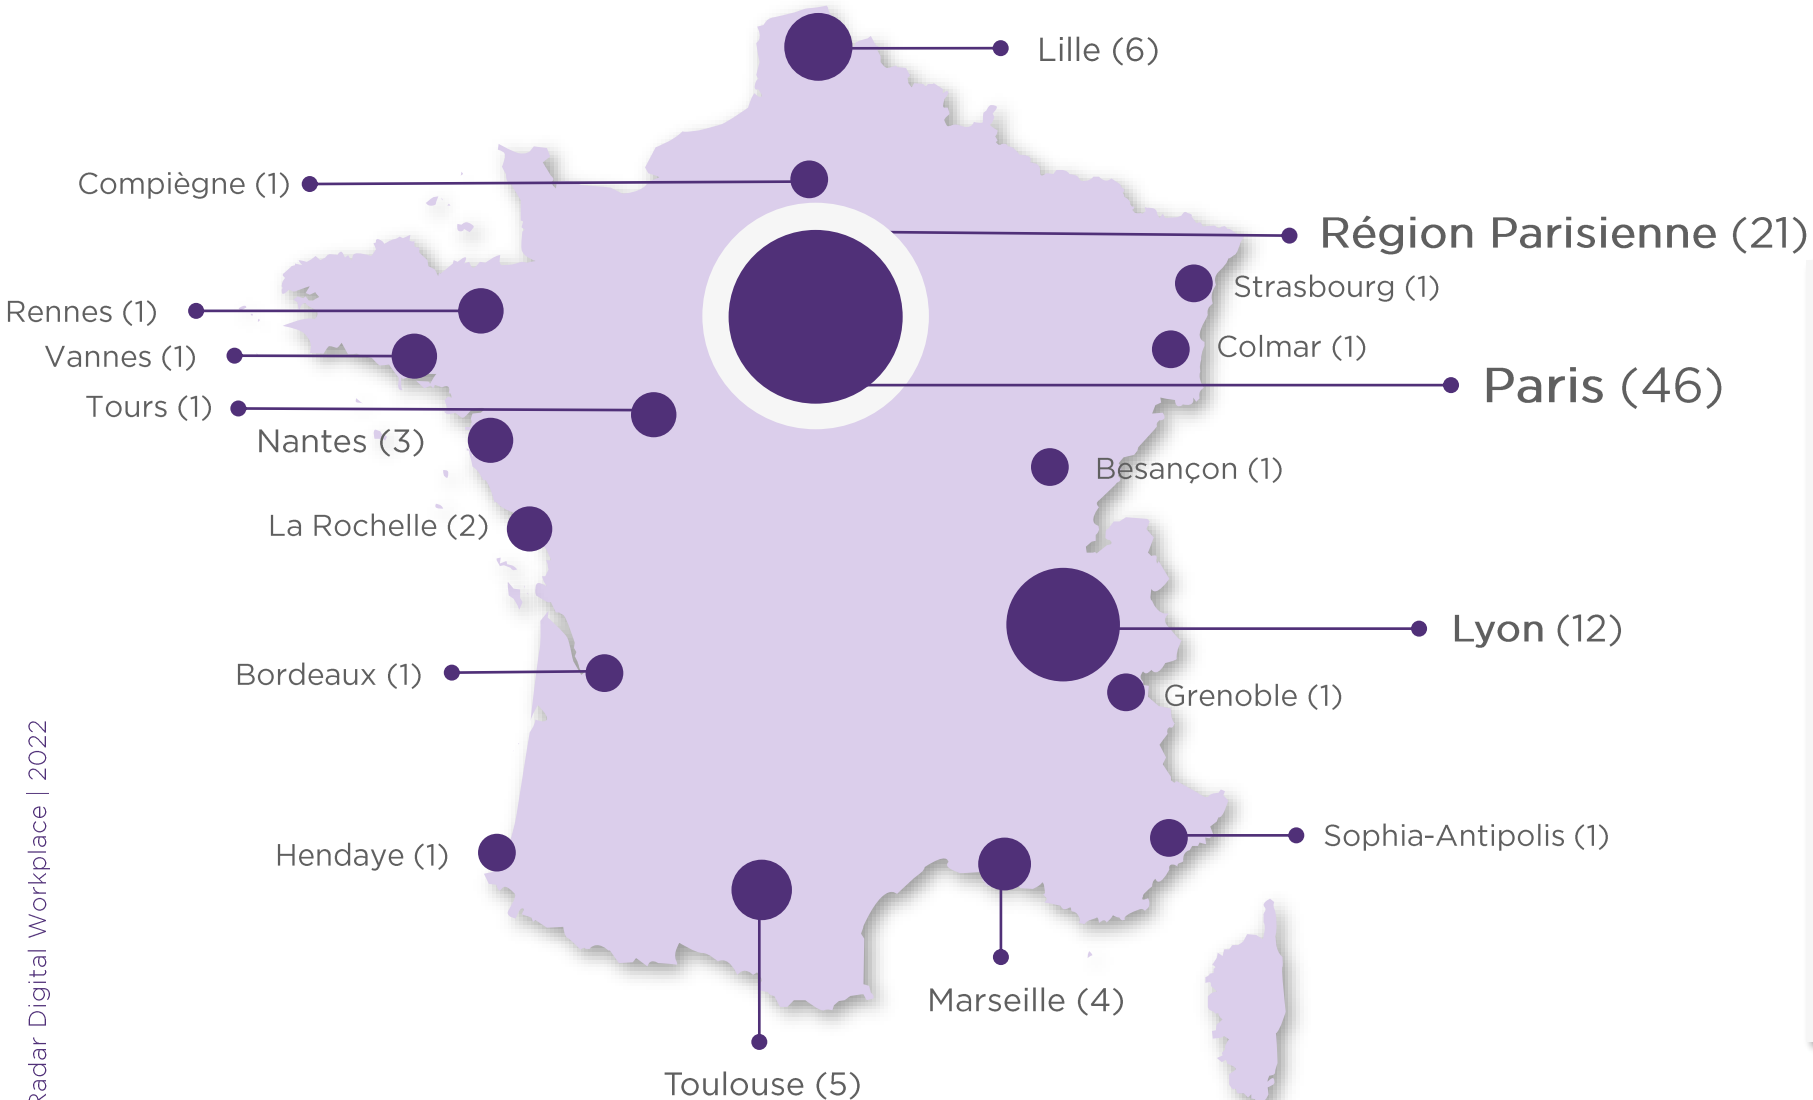 Lille (6)
Compiègne (1)
Région Parisienne (21)
Strasbourg (1)
Rennes (1)
Colmar (1)
Vannes (1)
Paris (46)
Tours (1)
Nantes (3)
Besançon (1)
La Rochelle (2)
Lyon (12)
Bordeaux (1)
Grenoble (1)
Sophia-Antipolis (1)
Hendaye (1)
Marseille (4)
Toulouse (5)
Radar Digital Workplace | 2022